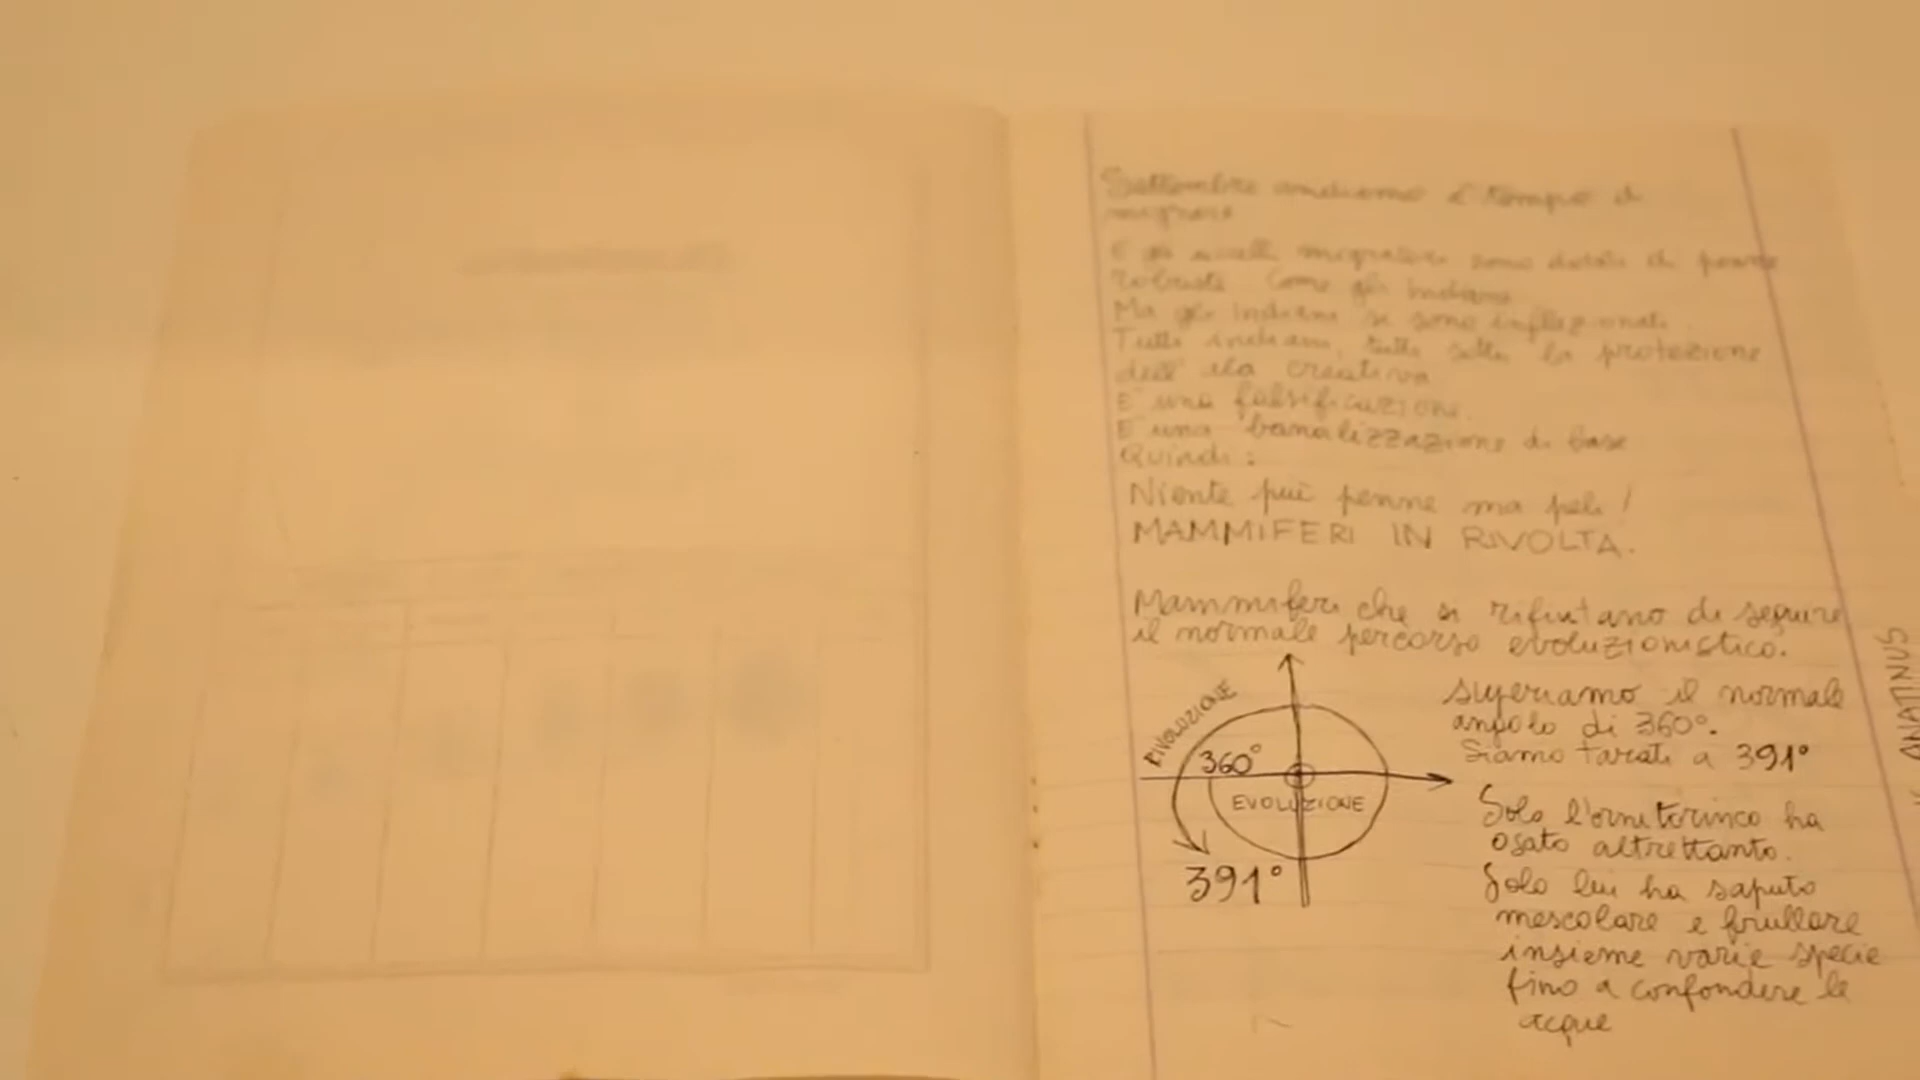 Settembre andiamo è tempo di
migrare
E gli uccelli migratori sono dotati di penne
robuste Come gli indiani
Ma gli indiani si sono inflazionati
Tutti indiani, tutti sotto la protezione
dell'ala creativa
E' una falsificazione.
E' una banalizzazione di base
Quindi:
Niente più penne ma peli!
MAMMIFERI IN RIVOLTA.
Mammiferi che si rifiutano di seguire
il normale percorso evoluzionistico.
RIVOLUZIONE
360°
EVOLUZIONE
391°
Superiamo il normale
angolo di 360°.
Siamo tarati a 391°
Solo l'ornitorinco ha
osato altrettanto.
Solo lui ha saputo
mescolare e frullare
insieme varie specie
fino a confondere le
acque
ANATINUS